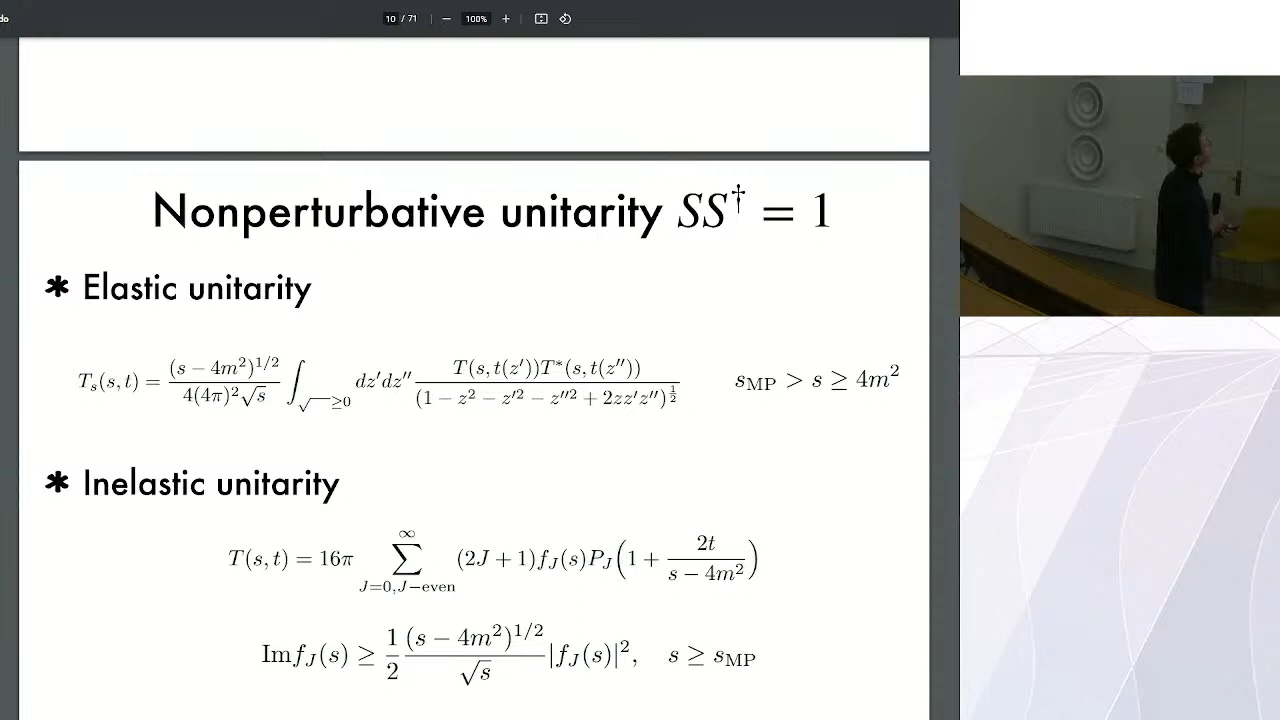 do
10 / 71 — 100% +
Nonperturbative unitarity $SS^\dagger = 1$
* Elastic unitarity
$T_s(s,t) = \frac{(s-4m^2)^{1/2}}{4(4\pi)^2\sqrt{s}} \int_{\sqrt{\quad}\geq 0} dz'dz'' \frac{T(s,t(z'))T^*(s,t(z''))}{(1-z^2-z'^2-z''^2+2zz'z'')^{\frac{1}{2}}}$ $s_{\mathrm{MP}} > s \geq 4m^2$
* Inelastic unitarity
$T(s,t) = 16\pi \sum_{J=0,J-\mathrm{even}}^{\infty} (2J+1)f_J(s)P_J\left(1+\frac{2t}{s-4m^2}\right)$
$\mathrm{Im}f_J(s) \geq \frac{1}{2}\frac{(s-4m^2)^{1/2}}{\sqrt{s}}|f_J(s)|^2, \quad s \geq s_{\mathrm{MP}}$